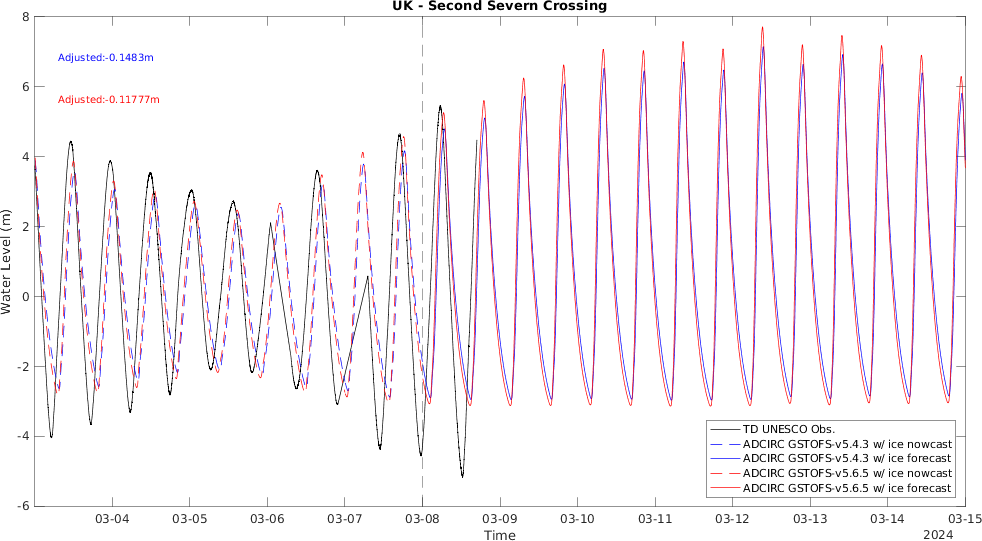 UK - Second Severn Crossing
8
6
4
2
0
-2
-4
-6
Water Level (m)
Adjusted:-0.1483m
Adjusted:-0.11777m
TD UNESCO Obs.
ADCIRC GSTOFS-v5.4.3 w/ ice nowcast
ADCIRC GSTOFS-v5.4.3 w/ ice forecast
ADCIRC GSTOFS-v5.6.5 w/ ice nowcast
ADCIRC GSTOFS-v5.6.5 w/ ice forecast
03-04 03-05 03-06 03-07 03-08 03-09 03-10 03-11 03-12 03-13 03-14 03-15
Time
2024